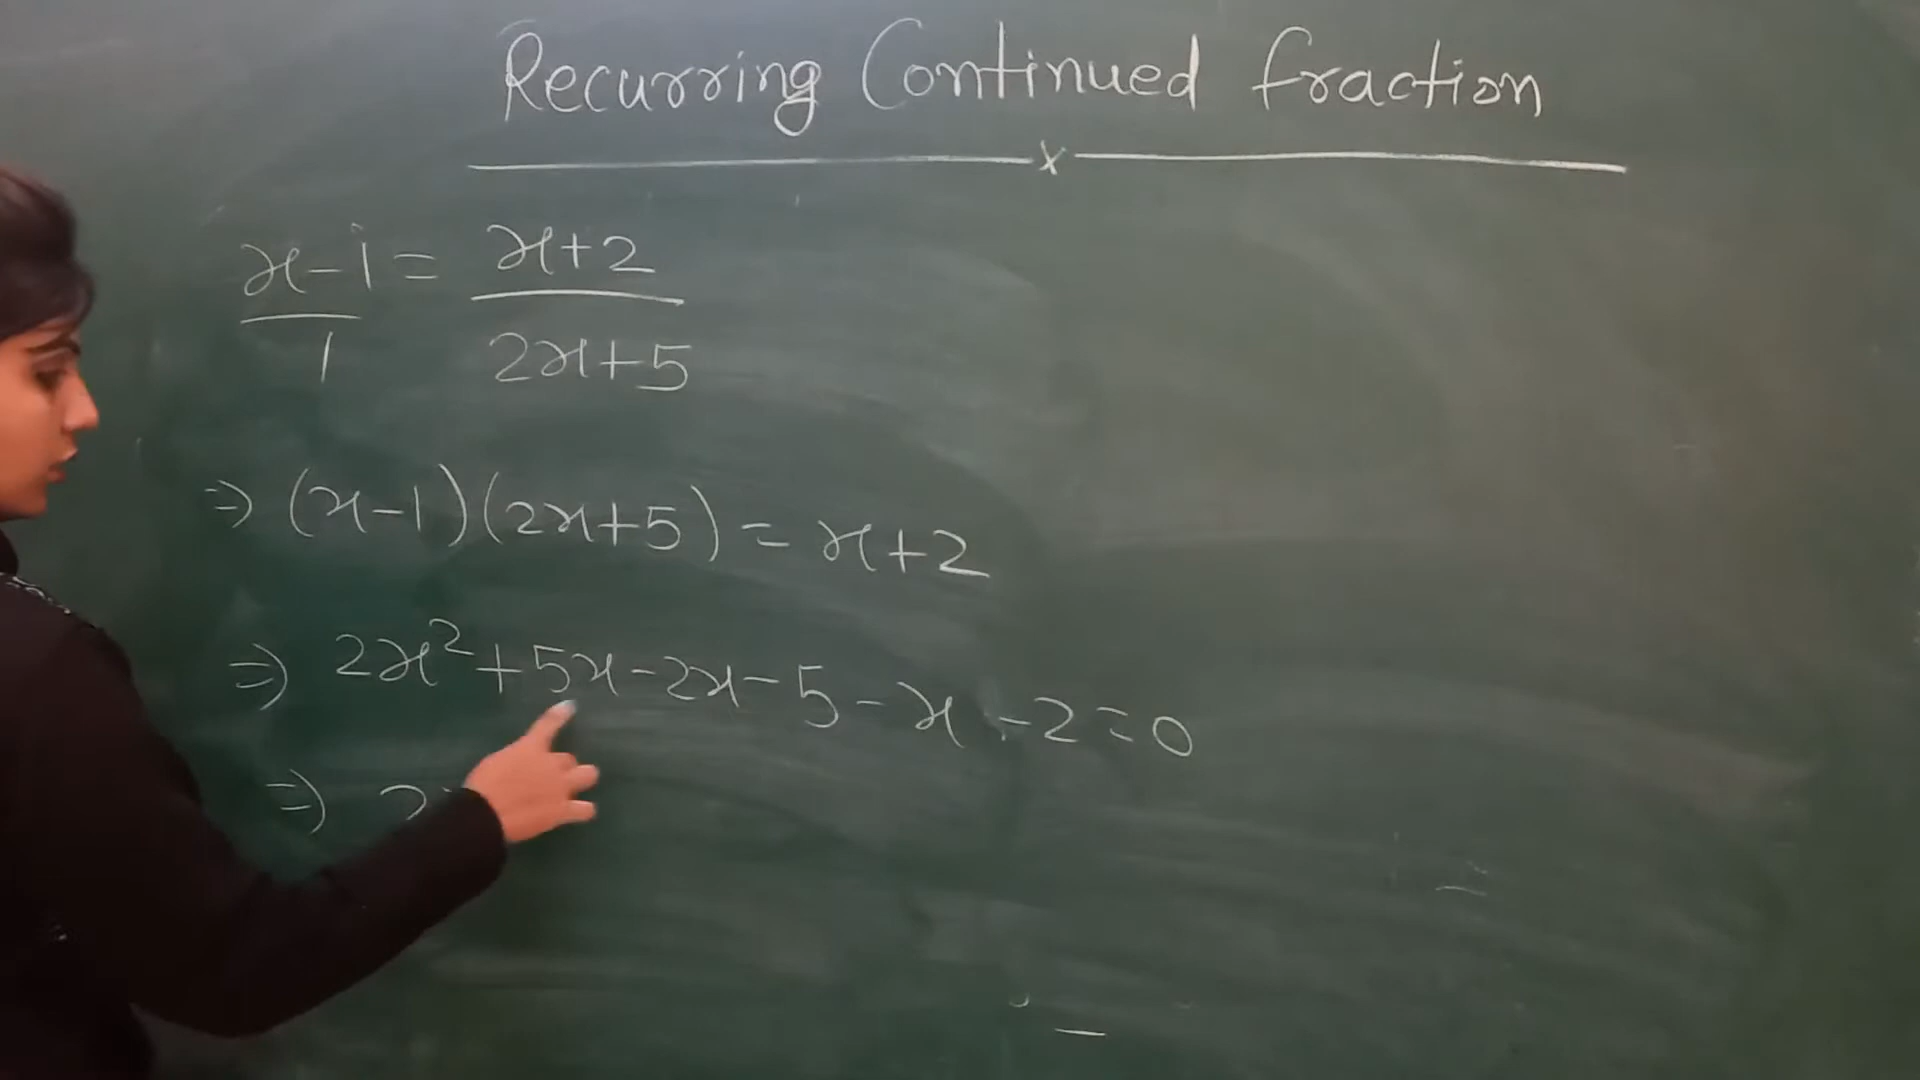 Recurring Continued fraction
x
x-1 = x+2
1 2x+5
⇒ (x-1)(2x+5) = x+2
⇒ 2x²+5x-2x-5-x-2=0
⇒ 2